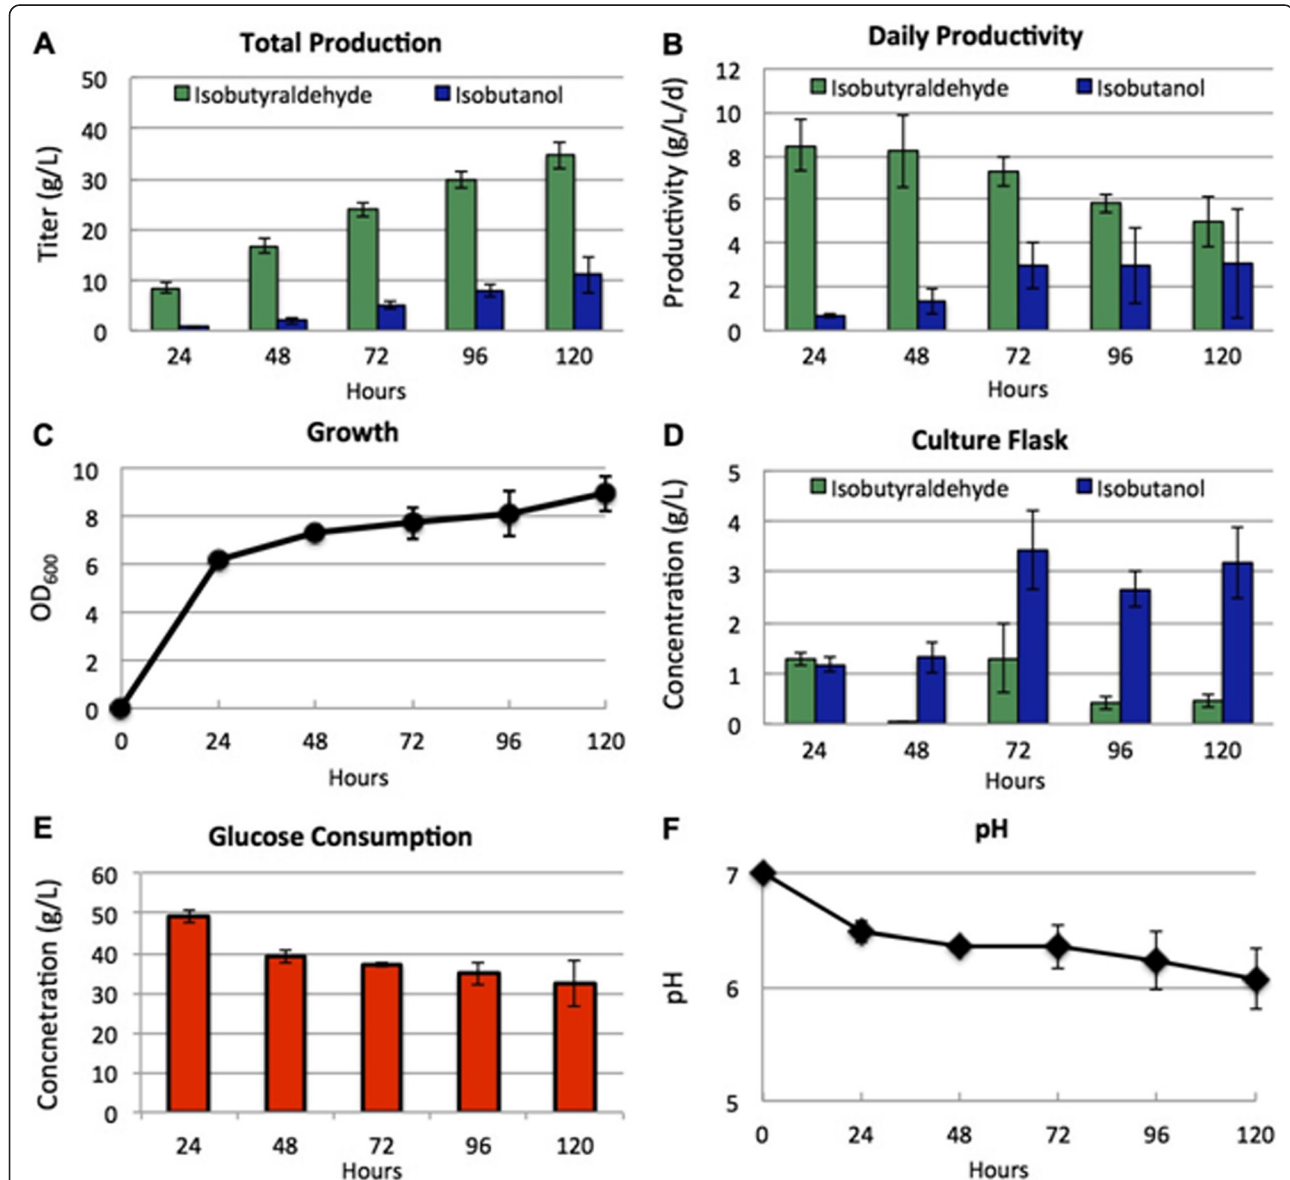 A
Total Production
Isobutyraldehyde Isobutanol
Titer (g/L)
50
40
30
20
10
0
24 48 72 96 120
Hours
B
Daily Productivity
Isobutyraldehyde Isobutanol
Productivity (g/L/d)
12
10
8
6
4
2
0
24 48 72 96 120
Hours
C
Growth
OD600
10
8
6
4
2
0
0 24 48 72 96 120
Hours
D
Culture Flask
Isobutyraldehyde Isobutanol
Concentration (g/L)
5
4
3
2
1
0
24 48 72 96 120
Hours
E
Glucose Consumption
Concnetration (g/L)
60
50
40
30
20
10
0
24 48 72 96 120
Hours
F
pH
pH
7
6
5
0 24 48 72 96 120
Hours